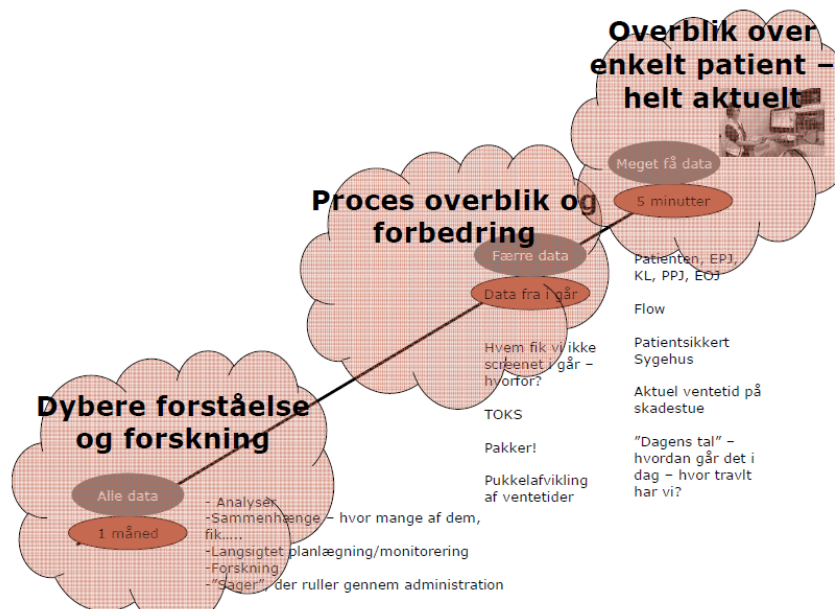 Overblik over
enkelt patient –
helt aktuelt
Meget få data
5 minutter
Patienten, EPJ,
KL, PPJ, EOJ
Flow
Patientsikkert
Sygehus
Aktuel ventetid på
skadestue
”Dagens tal” –
hvordan går det i
dag – hvor travlt
har vi?
Proces overblik og
forbedring
Færre data
Data fra i går
Hvem fik vi ikke
screenet i går –
hvorfor?
TOKS
Pakker!
Pukkelafvikling
af ventetider
Dybere forståelse
og forskning
Alle data
1 måned
- Analyser
-Sammenhænge – hvor mange af dem,
fik…..
-Langsigtet planlægning/monitorering
-Forskning
-”Sager”, der ruller gennem administration